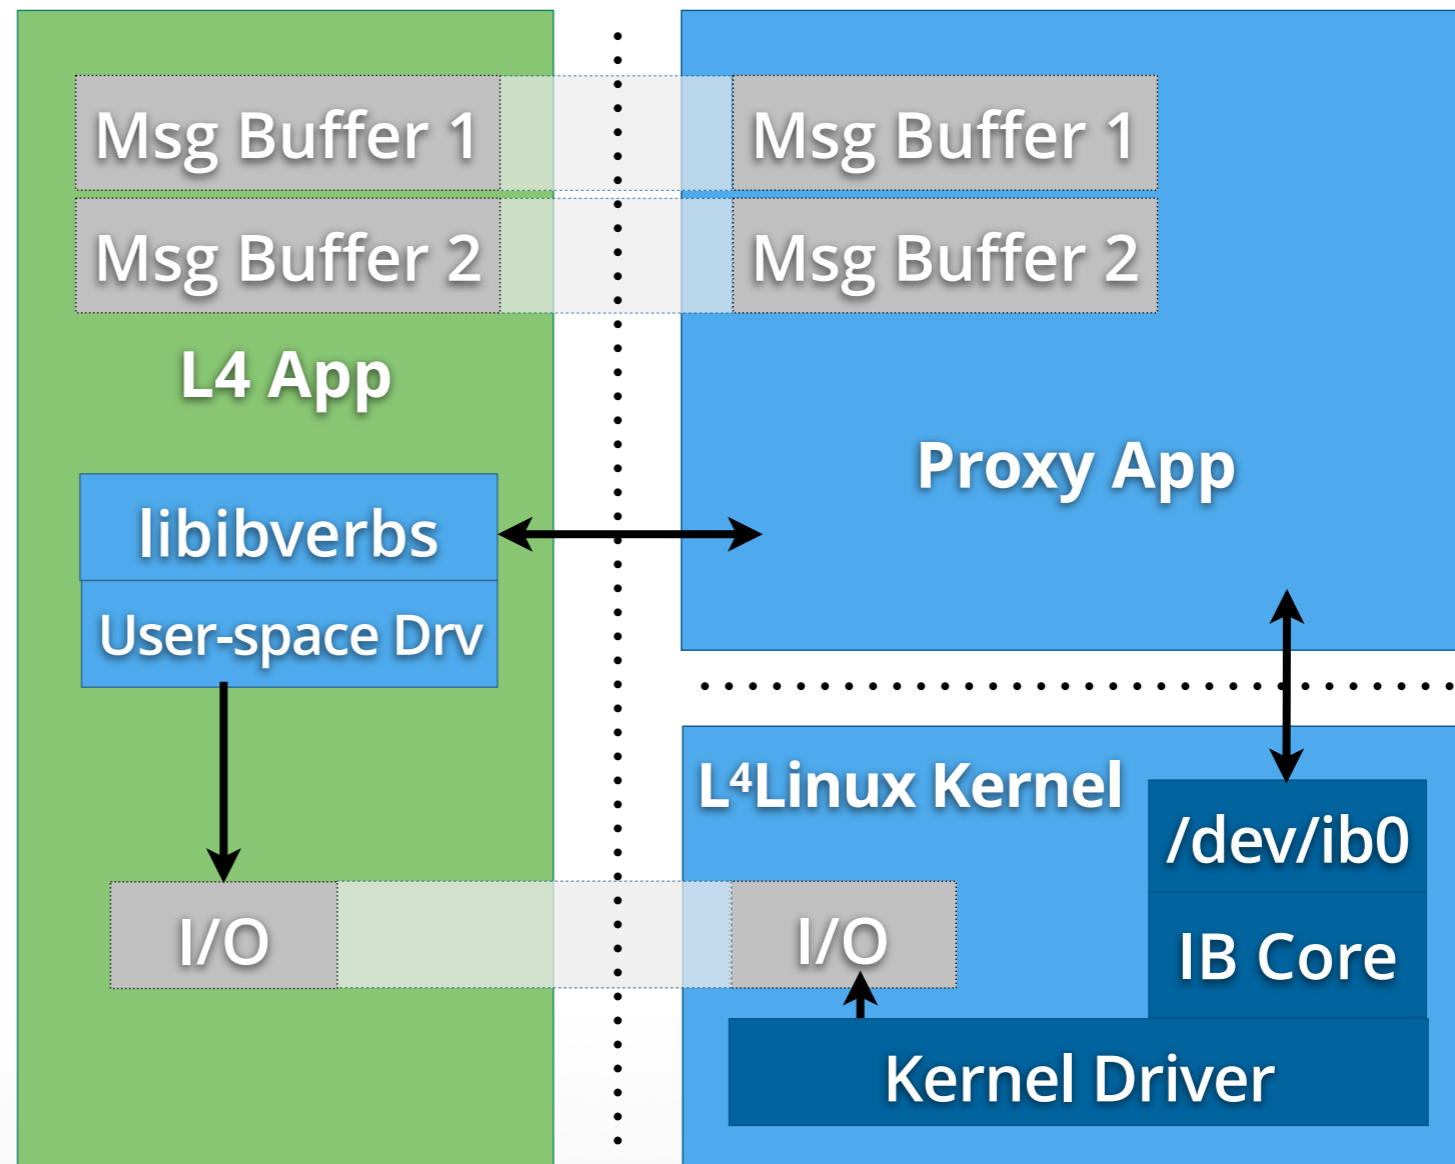 Msg Buffer 1
Msg Buffer 1
Msg Buffer 2
Msg Buffer 2
L4 App
Proxy App
libibverbs
User-space Drv
L⁴Linux Kernel
/dev/ib0
I/O
I/O
IB Core
Kernel Driver